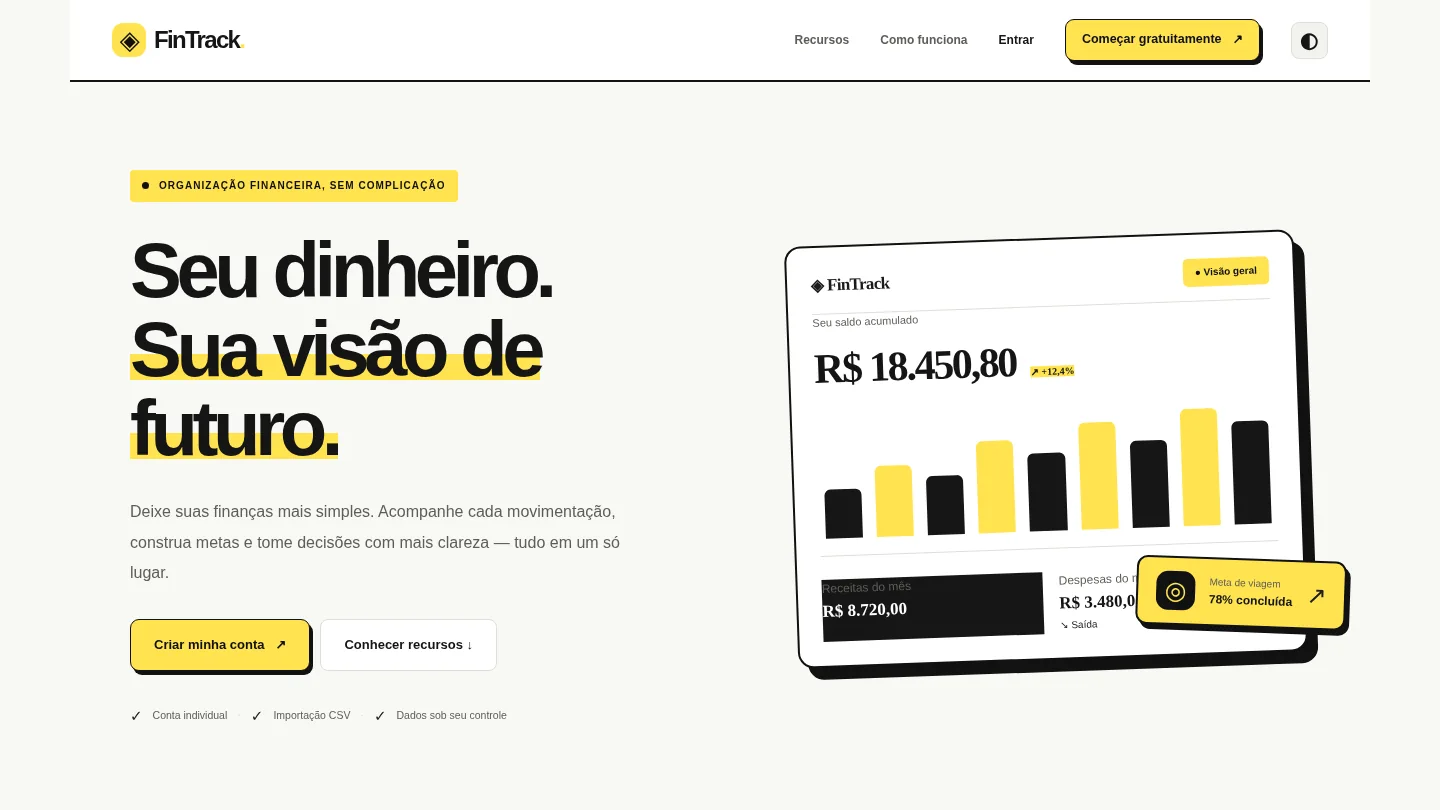 FinTrack.
Recursos
Como funciona
Entrar
Começar gratuitamente ↗
ORGANIZAÇÃO FINANCEIRA, SEM COMPLICAÇÃO
Seu dinheiro.
Sua visão de
futuro.
Deixe suas finanças mais simples. Acompanhe cada movimentação,
construa metas e tome decisões com mais clareza — tudo em um só
lugar.
Criar minha conta ↗
Conhecer recursos ↓
✓ Conta individual
✓ Importação CSV
✓ Dados sob seu controle
◈ FinTrack
● Visão geral
Seu saldo acumulado
R$ 18.450,80
↗ +12,4%
Receitas do mês
R$ 8.720,00
Despesas do
R$ 3.480,0
↘ Saída
Meta de viagem
78% concluída
↗